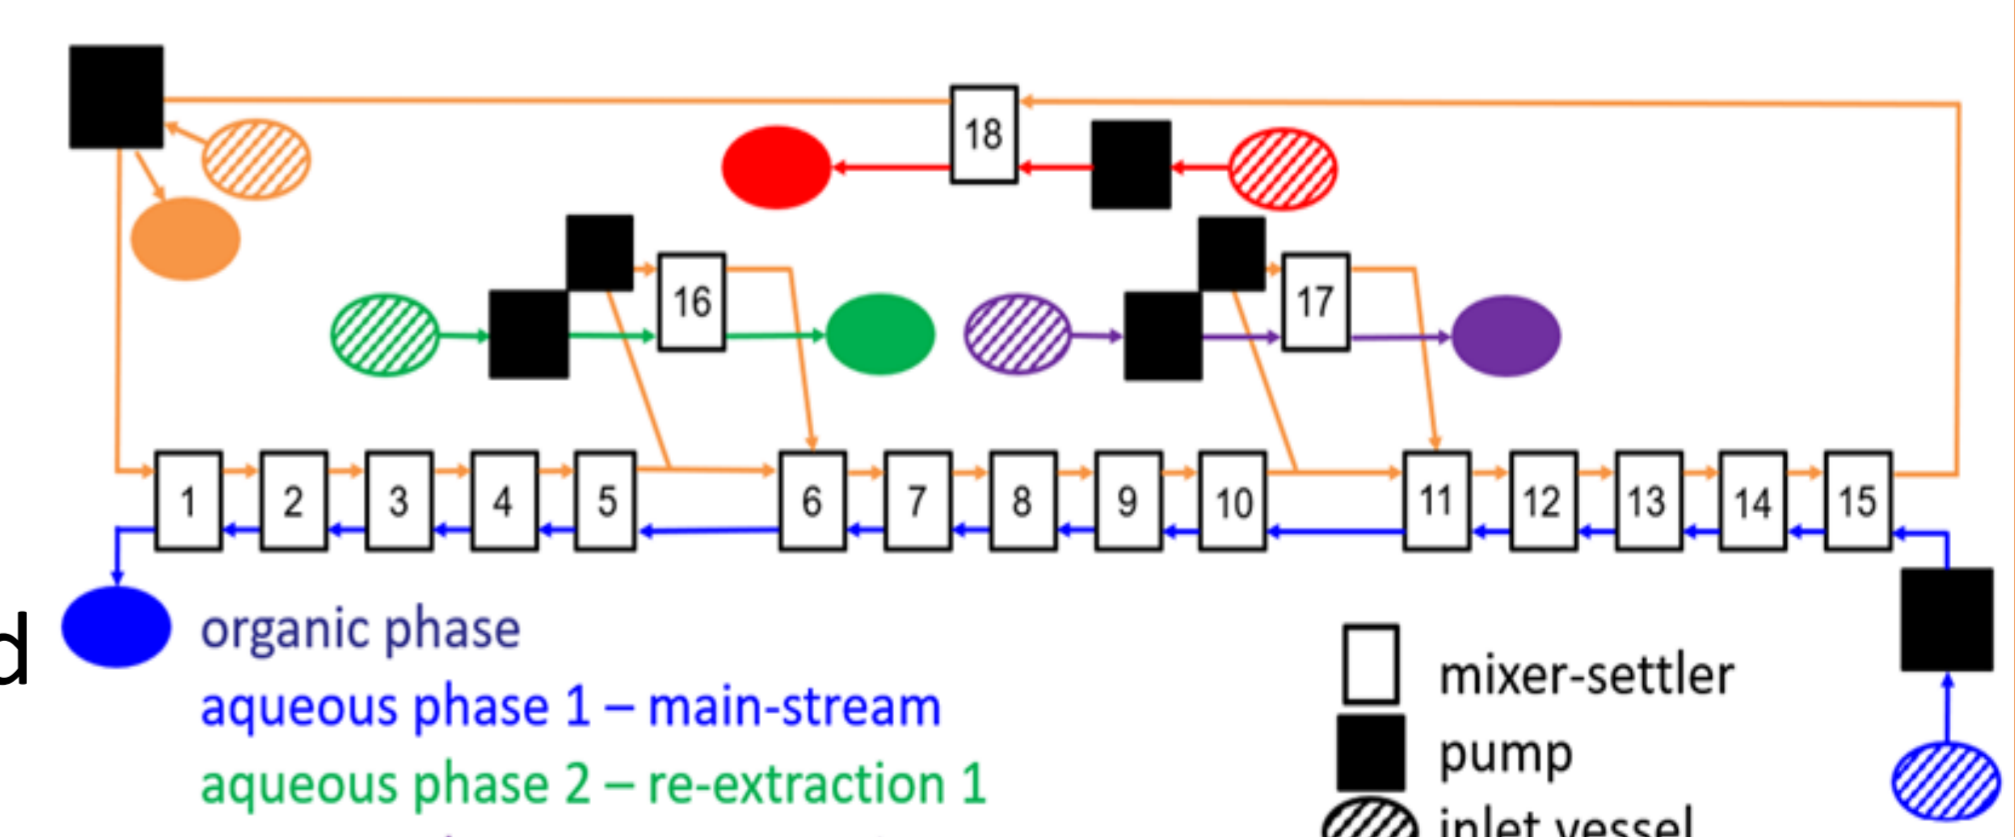 18
16
17
1 2 3 4 5 6 7 8 9 10 11 12 13 14 15
d
organic phase
aqueous phase 1 – main-stream
aqueous phase 2 – re-extraction 1
mixer-settler
pump
inlet vessel